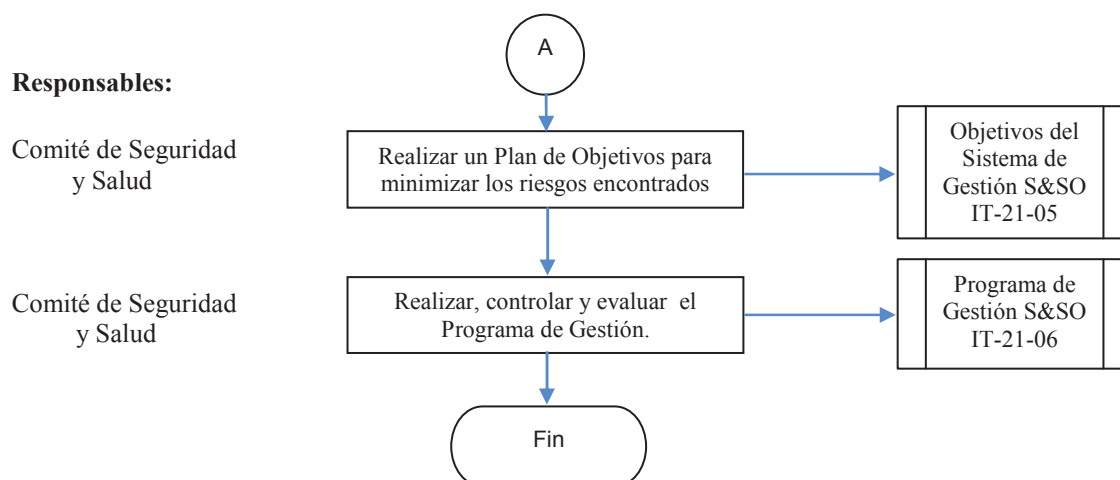 A
Responsables:
Comité de Seguridad
y Salud
Realizar un Plan de Objetivos para
minimizar los riesgos encontrados
Objetivos del
Sistema de
Gestión S&SO
IT-21-05
Comité de Seguridad
y Salud
Realizar, controlar y evaluar  el
Programa de Gestión.
Programa de
Gestión S&SO
IT-21-06
Fin